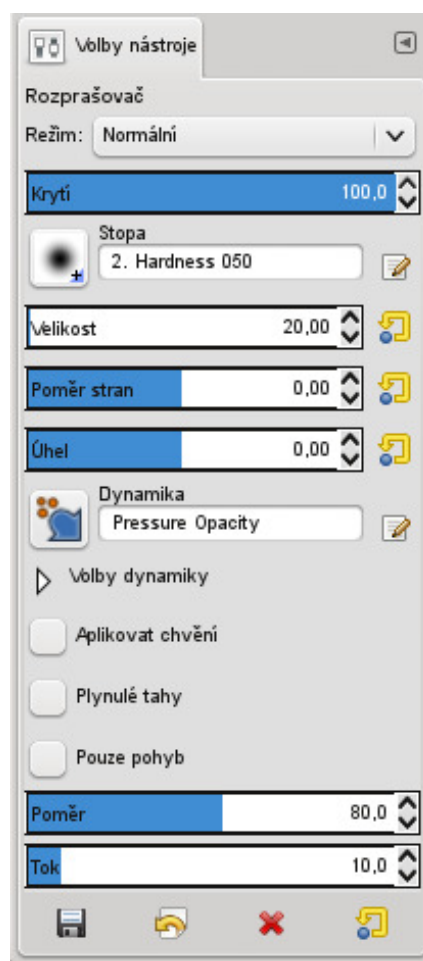 Volby nástroje
Rozprašovač
Režim: Normální
Krytí 100,0
Stopa
2. Hardness 050
Velikost 20,00
Poměr stran 0,00
Úhel 0,00
Dynamika
Pressure Opacity
Volby dynamiky
Aplikovat chvění
Plynulé tahy
Pouze pohyb
Poměr 80,0
Tok 10,0